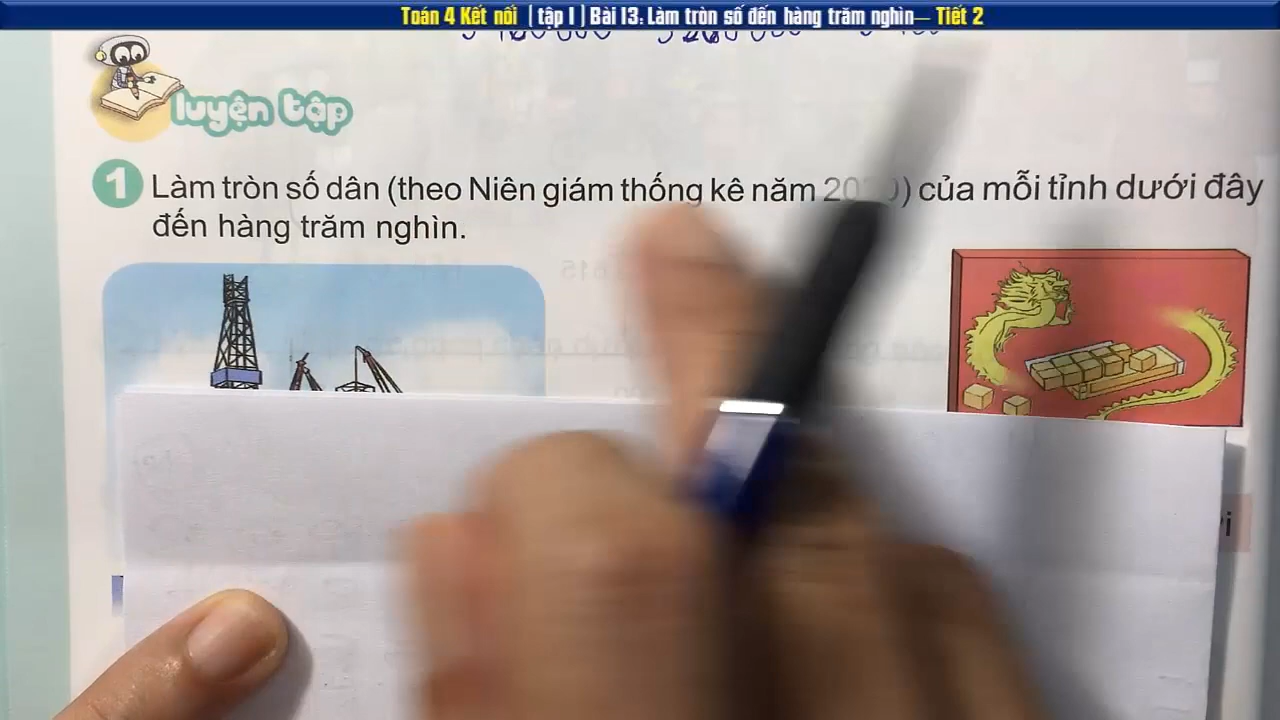 Toán 4 Kết nối ( tập 1 ) Bài 13: Làm tròn số đến hàng trăm nghìn– Tiết 2
luyện tập
1 Làm tròn số dân (theo Niên giám thống kê năm ) của mỗi tỉnh dưới đây
đến hàng trăm nghìn.